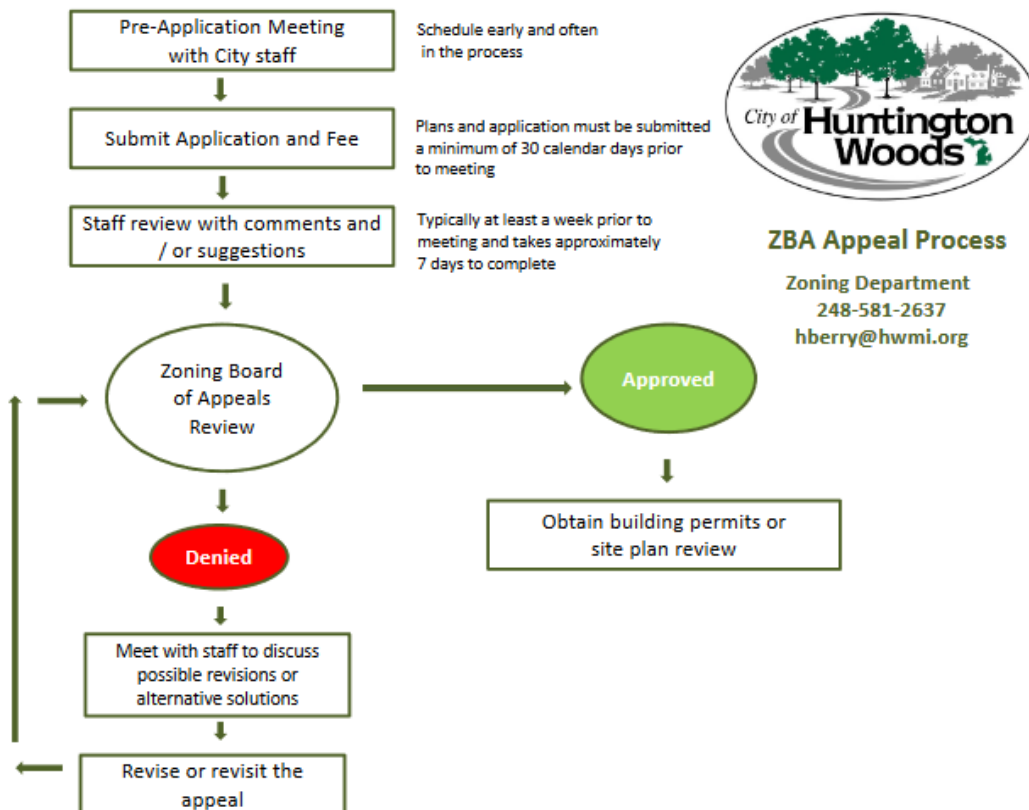 Pre-Application Meeting
with City staff
Schedule early and often
in the process
City of Huntington
Woods
ZBA Appeal Process
Zoning Department
248-581-2637
hberry@hwmi.org
Submit Application and Fee
Plans and application must be submitted
a minimum of 30 calendar days prior
to meeting
Staff review with comments and
/ or suggestions
Typically at least a week prior to
meeting and takes approximately
7 days to complete
Zoning Board
of Appeals
Review
Approved
Obtain building permits or
site plan review
Denied
Meet with staff to discuss
possible revisions or
alternative solutions
Revise or revisit the
appeal